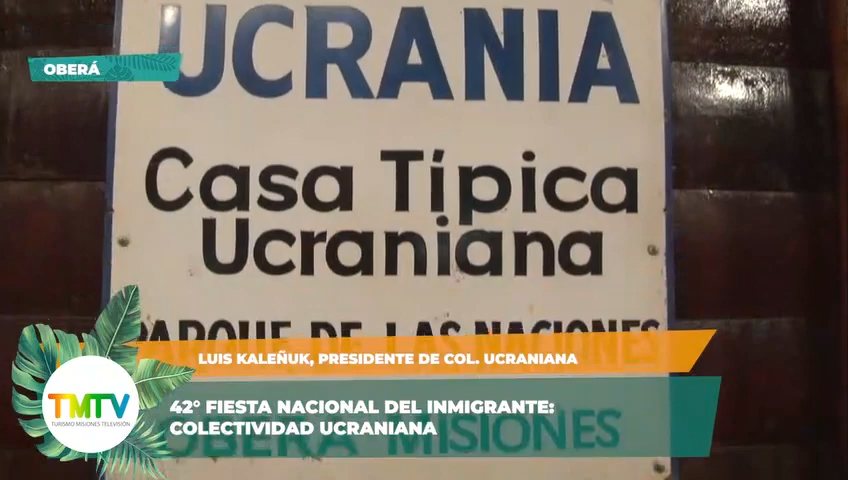 UCRANIA
OBERÁ
Casa Típica
Ucraniana
PARQUE DE LAS NACIONES
LUIS KALEÑUK, PRESIDENTE DE COL. UCRANIANA
42° FIESTA NACIONAL DEL INMIGRANTE:
COLECTIVIDAD UCRANIANA
OBERÁ MISIONES
TMTV
TURISMO MISIONES TELEVISIÓN